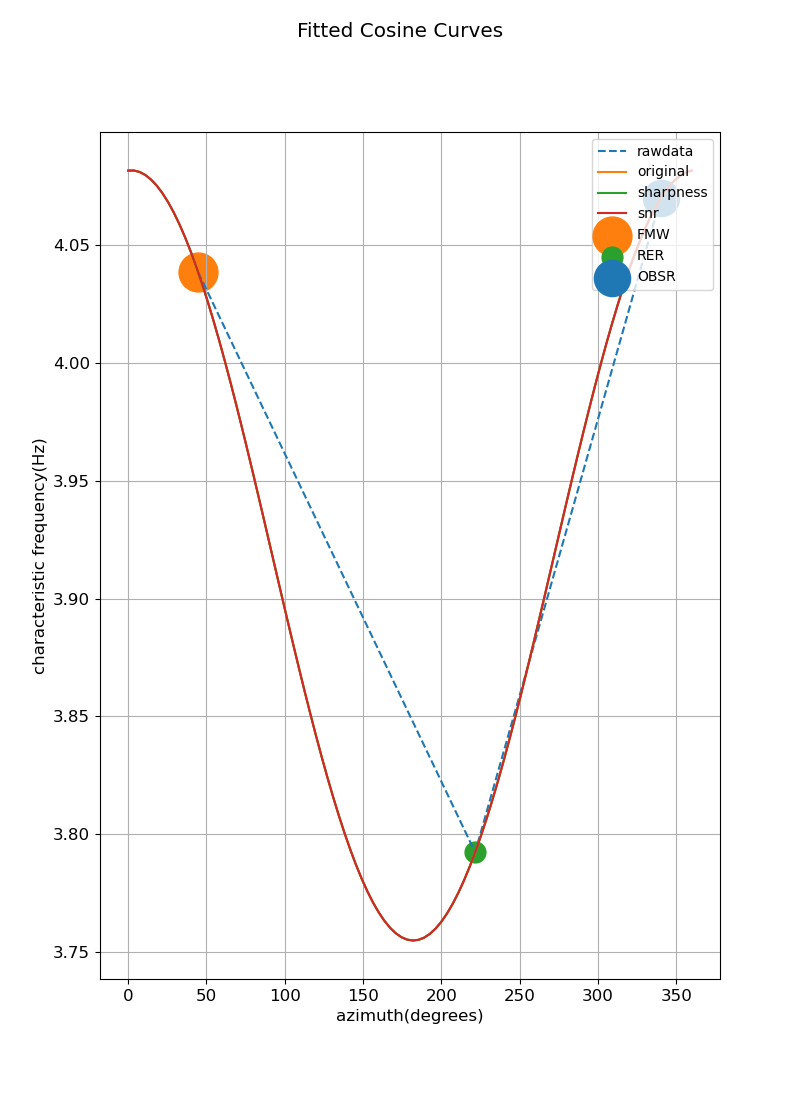 Fitted Cosine Curves
rawdata
original
sharpness
snr
FMW
RER
OBSR
4.05
4.00
3.95
3.90
3.85
3.80
3.75
characteristic frequency(Hz)
0 50 100 150 200 250 300 350
azimuth(degrees)